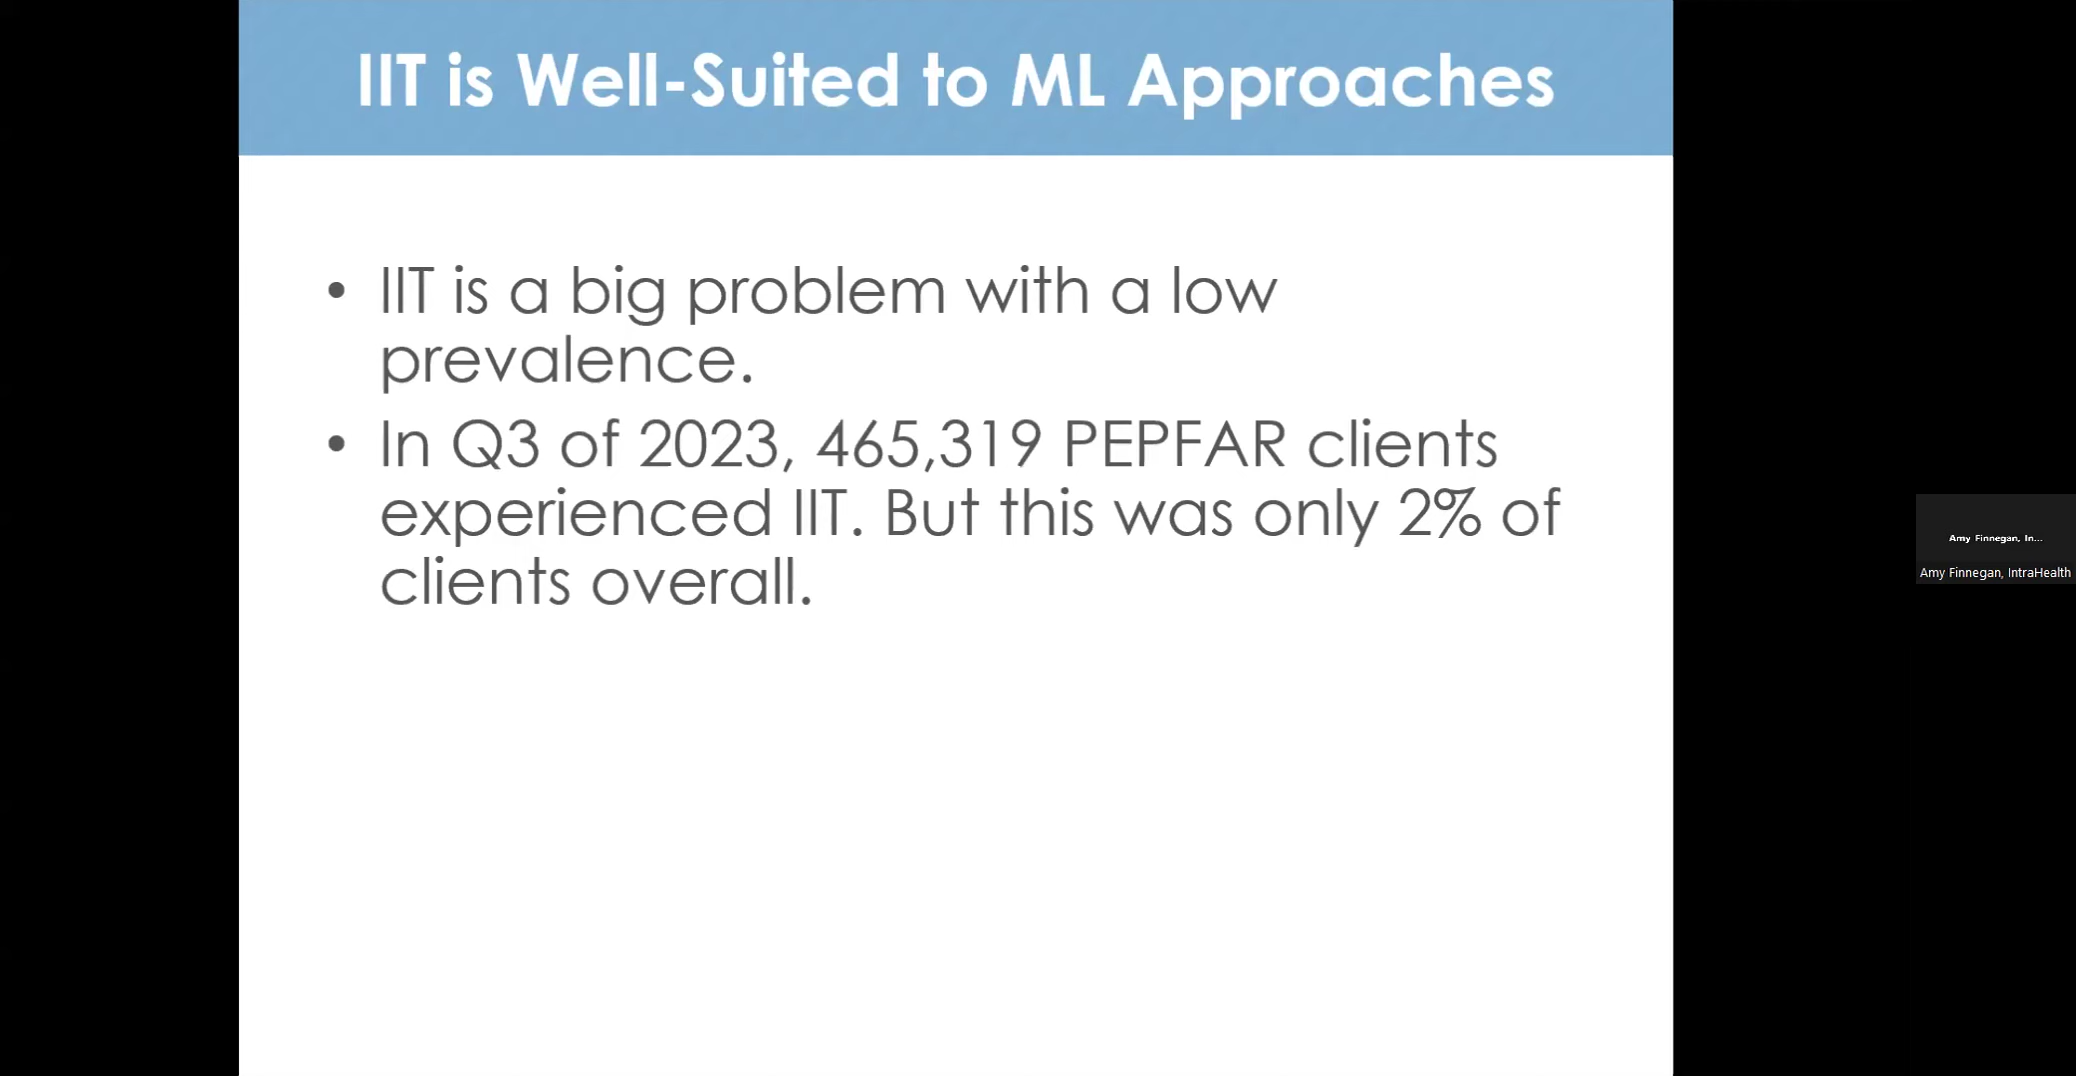 IIT is Well-Suited to ML Approaches
• IIT is a big problem with a low
prevalence.
• In Q3 of 2023, 465,319 PEPFAR clients
experienced IIT. But this was only 2% of
clients overall.
Amy Finnegan, In...
Amy Finnegan, IntraHealth